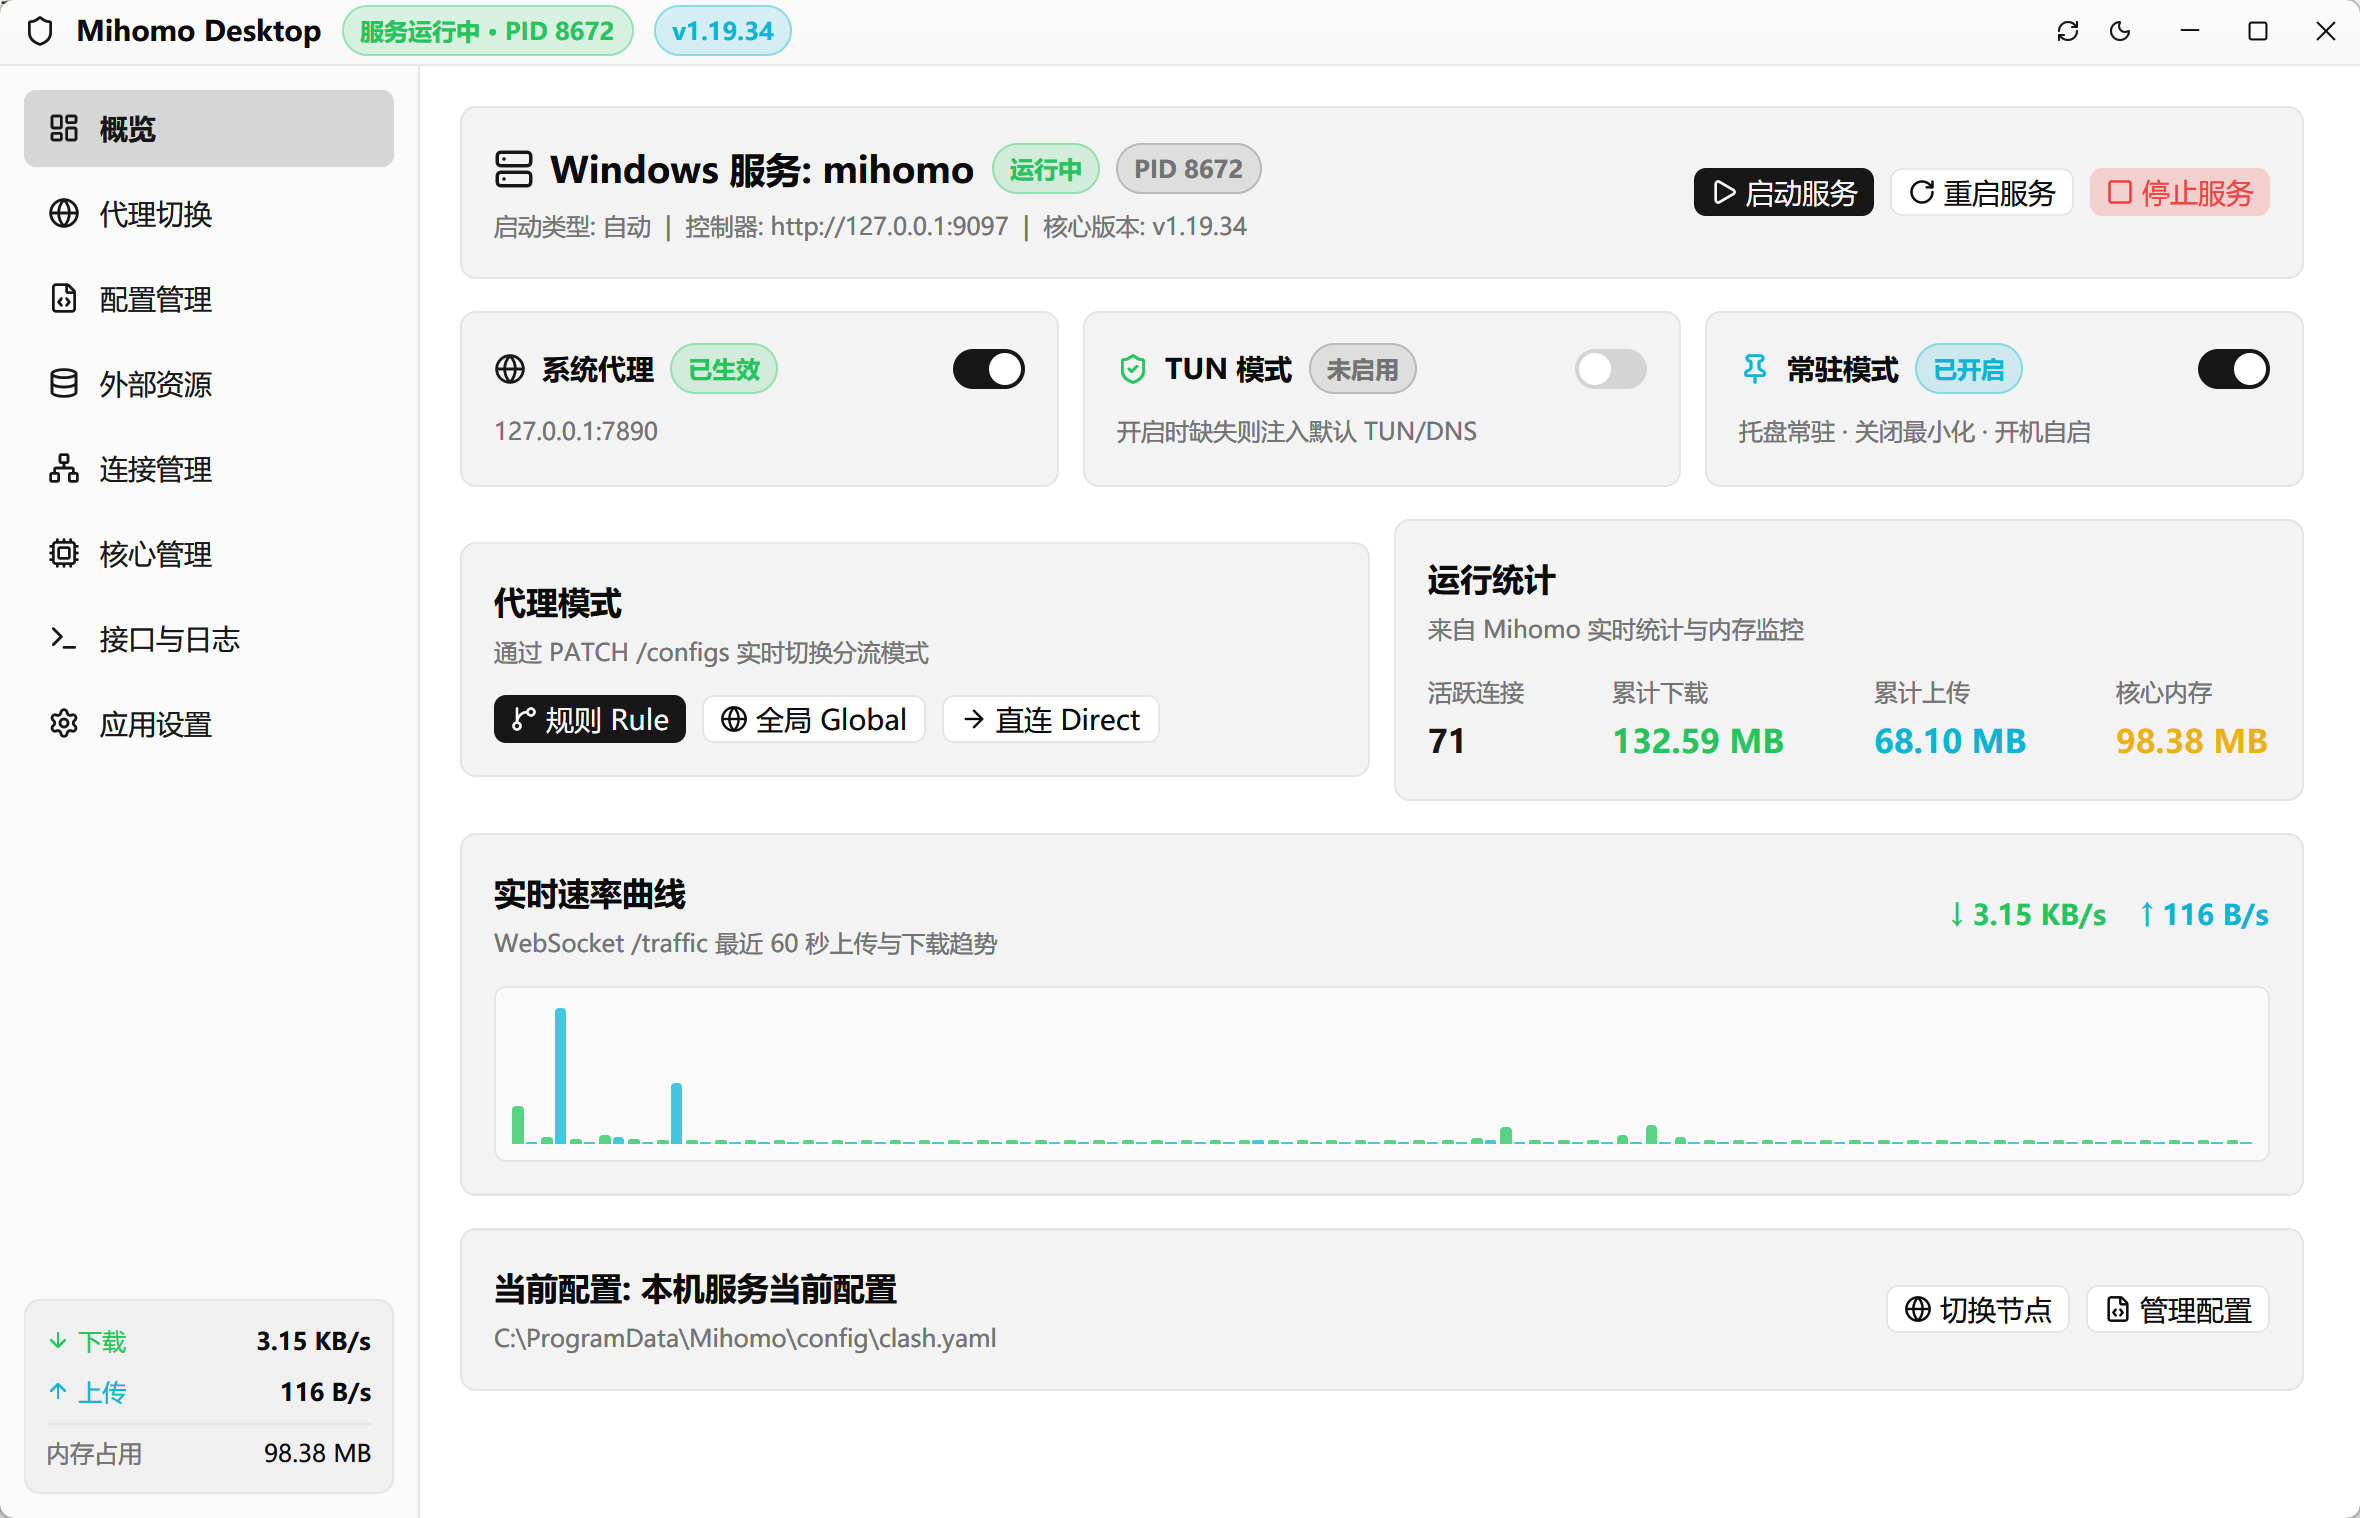 Mihomo Desktop 服务运行中 • PID 8672 v1.19.34
概览
代理切换
配置管理
外部资源
连接管理
核心管理
接口与日志
应用设置
下载 3.15 KB/s
上传 116 B/s
内存占用 98.38 MB
Windows 服务: mihomo 运行中 PID 8672
启动类型: 自动 | 控制器: http://127.0.0.1:9097 | 核心版本: v1.19.34
启动服务 重启服务 停止服务
系统代理 已生效
127.0.0.1:7890
TUN 模式 未启用
开启时缺失则注入默认 TUN/DNS
常驻模式 已开启
托盘常驻 · 关闭最小化 · 开机自启
代理模式
通过 PATCH /configs 实时切换分流模式
规则 Rule 全局 Global 直连 Direct
运行统计
来自 Mihomo 实时统计与内存监控
活跃连接 累计下载 累计上传 核心内存
71 132.59 MB 68.10 MB 98.38 MB
实时速率曲线
WebSocket /traffic 最近 60 秒上传与下载趋势
↓ 3.15 KB/s ↑ 116 B/s
当前配置: 本机服务当前配置
C:\ProgramData\Mihomo\config\clash.yaml
切换节点 管理配置